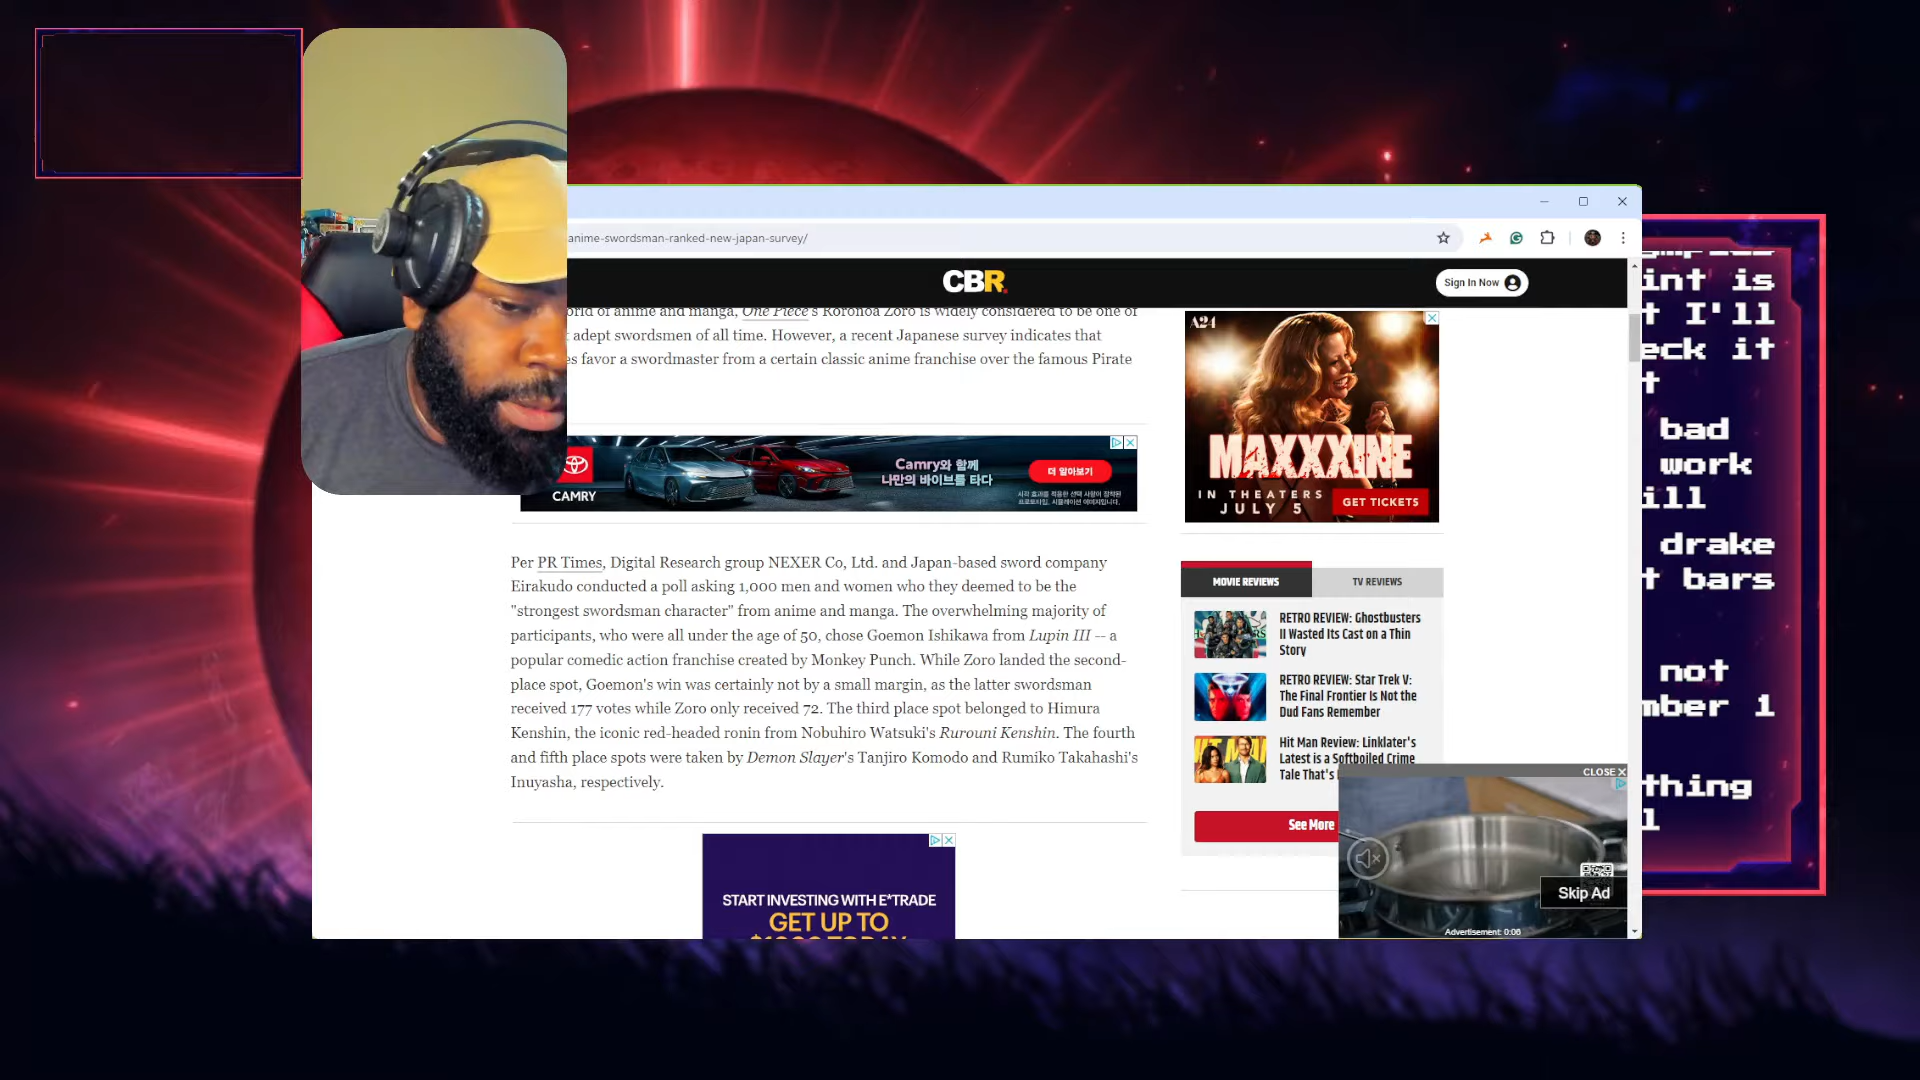 anime-swordsman-ranked-new-japan-survey/
CBR.
Sign In Now
world of anime and manga, One Piece's Roronoa Zoro is widely considered to be one of
adept swordsmen of all time. However, a recent Japanese survey indicates that
favor a swordmaster from a certain classic anime franchise over the famous Pirate
CAMRY
Camry와 함께
나만의 바이브를 타다
더 알아보기
A24
MAXXXINE
IN THEATERS
JULY 5
GET TICKETS
Per PR Times, Digital Research group NEXER Co, Ltd. and Japan-based sword company
Eirakudo conducted a poll asking 1,000 men and women who they deemed to be the
"strongest swordsman character" from anime and manga. The overwhelming majority of
participants, who were all under the age of 50, chose Goemon Ishikawa from Lupin III -- a
popular comedic action franchise created by Monkey Punch. While Zoro landed the second-
place spot, Goemon's win was certainly not by a small margin, as the latter swordsman
received 177 votes while Zoro only received 72. The third place spot belonged to Himura
Kenshin, the iconic red-headed ronin from Nobuhiro Watsuki's Rurouni Kenshin. The fourth
and fifth place spots were taken by Demon Slayer's Tanjiro Komodo and Rumiko Takahashi's
Inuyasha, respectively.
MOVIE REVIEWS
TV REVIEWS
RETRO REVIEW: Ghostbusters
II Wasted Its Cast on a Thin
Story
RETRO REVIEW: Star Trek V:
The Final Frontier Is Not the
Dud Fans Remember
Hit Man Review: Linklater's
Latest is a Softboiled Crime
Tale That's
See More
START INVESTING WITH E*TRADE
GET UP TO
CLOSE X
Skip Ad
Advertisement: 0:06
int is
t I'll
eck it
t
bad
work
ill
drake
t bars
not
mber 1
thing
l